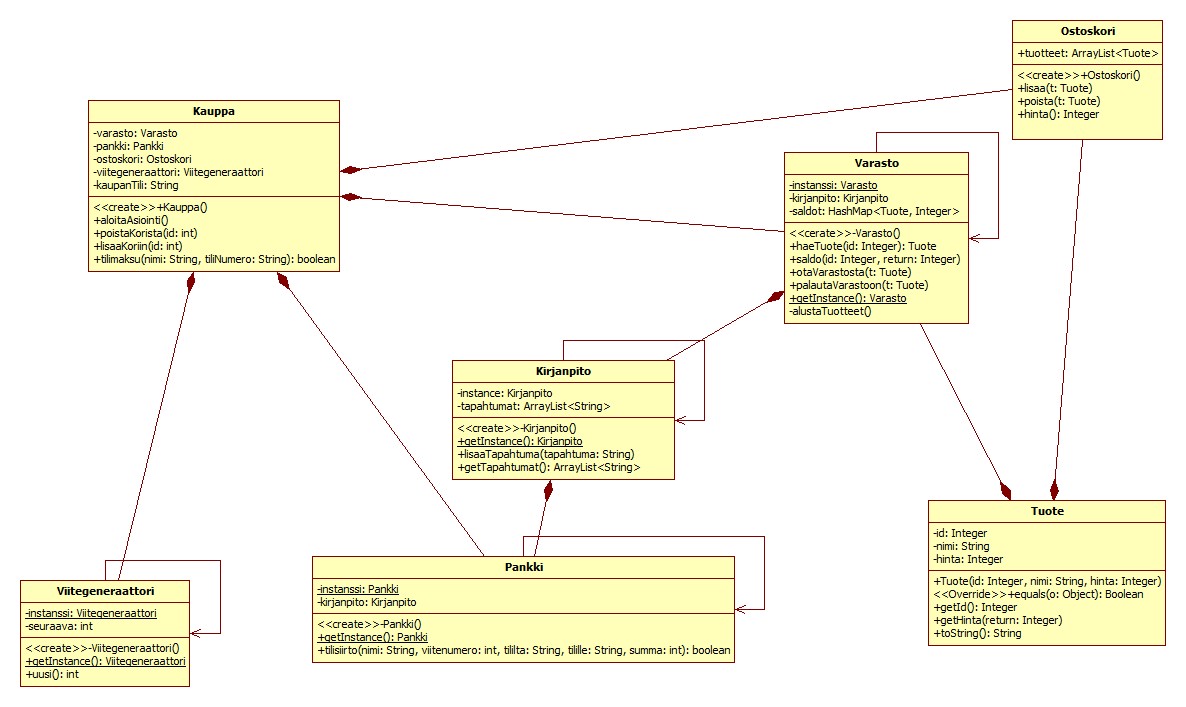 Ostoskori
+tuotteet: ArrayList<Tuote>
<<create>>+Ostoskori()
+lisaa(t: Tuote)
+poista(t: Tuote)
+hinta(): Integer
Kauppa
-varasto: Varasto
-pankki: Pankki
-ostoskori: Ostoskori
-viitegeneraattori: Viitegeneraattori
-kaupanTili: String
<<create>>+Kauppa()
+aloitaAsiointi()
+poistaKorista(id: int)
+lisaaKoriin(id: int)
+tilimaksu(nimi: String, tiliNumero: String): boolean
Varasto
-instanssi: Varasto
-kirjanpito: Kirjanpito
-saldot: HashMap<Tuote, Integer>
<<cerate>>-Varasto()
+haeTuote(id: Integer): Tuote
+saldo(id: Integer, return: Integer)
+otaVarastosta(t: Tuote)
+palautaVarastoon(t: Tuote)
+getInstance(): Varasto
-alustaTuotteet()
Kirjanpito
-instance: Kirjanpito
-tapahtumat: ArrayList<String>
<<create>>-Kirjanpito()
+getInstance(): Kirjanpito
+lisaaTapahtuma(tapahtuma: String)
+getTapahtumat(): ArrayList<String>
Tuote
-id: Integer
-nimi: String
-hinta: Integer
+Tuote(id: Integer, nimi: String, hinta: Integer)
<<Override>>+equals(o: Object): Boolean
+getId(): Integer
+getHinta(return: Integer)
+toString(): String
Pankki
-instanssi: Pankki
-kirjanpito: Kirjanpito
<<create>>-Pankki()
+getInstance(): Pankki
+tilisiirto(nimi: String, viitenumero: int, tililta: String, tilille: String, summa: int): boolean
Viitegeneraattori
-instanssi: Viitegeneraattori
-seuraava: int
<<create>>-Viitegeneraattori()
+getInstance(): Viitegeneraattori
+uusi(): int